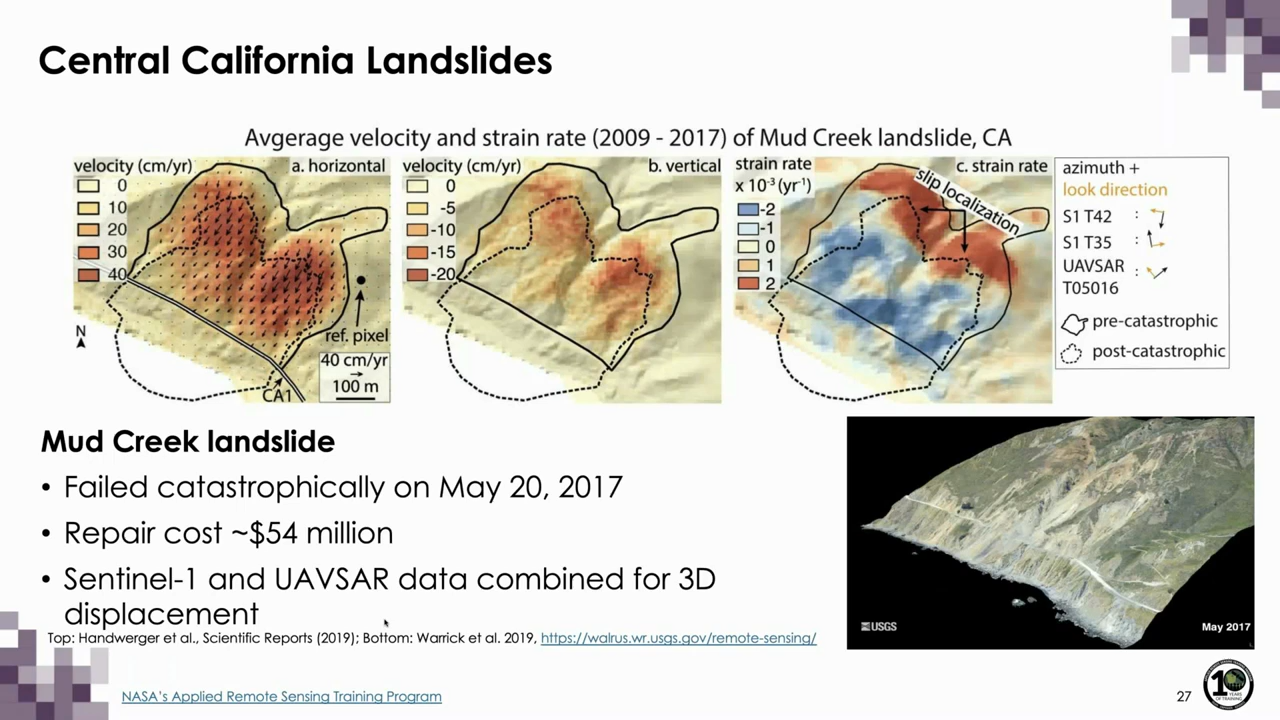 Central California Landslides
Avgerage velocity and strain rate (2009 - 2017) of Mud Creek landslide, CA
velocity (cm/yr)
a. horizontal
0
10
20
30
40
N
ref. pixel
40 cm/yr
100 m
CA1
velocity (cm/yr)
b. vertical
0
-5
-10
-15
-20
strain rate
x 10⁻³ (yr⁻¹)
c. strain rate
-2
-1
0
1
2
slip localization
azimuth +
look direction
S1 T42 :
S1 T35 :
UAVSAR :
T05016
pre-catastrophic
post-catastrophic
Mud Creek landslide
• Failed catastrophically on May 20, 2017
• Repair cost ~$54 million
• Sentinel-1 and UAVSAR data combined for 3D
displacement
USGS
May 2017
Top: Handwerger et al., Scientific Reports (2019); Bottom: Warrick et al. 2019, https://walrus.wr.usgs.gov/remote-sensing/
NASA's Applied Remote Sensing Training Program
27
10
YEARS
OF TRAINING